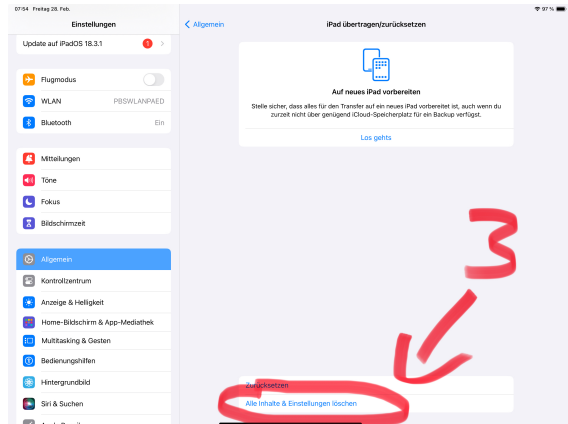 07:54 Freitag 28. Feb.
97 %
Einstellungen
Update auf iPadOS 18.3.1
1
Flugmodus
WLAN
PBSWLANPAED
Bluetooth
Ein
Mitteilungen
Töne
Fokus
Bildschirmzeit
Allgemein
Kontrollzentrum
Anzeige & Helligkeit
Home-Bildschirm & App-Mediathek
Multitasking & Gesten
Bedienungshilfen
Hintergrundbild
Siri & Suchen
Allgemein
iPad übertragen/zurücksetzen
Auf neues iPad vorbereiten
Stelle sicher, dass alles für den Transfer auf ein neues iPad vorbereitet ist, auch wenn du
zurzeit nicht über genügend iCloud-Speicherplatz für ein Backup verfügst.
Los gehts
3
Zurücksetzen
Alle Inhalte & Einstellungen löschen